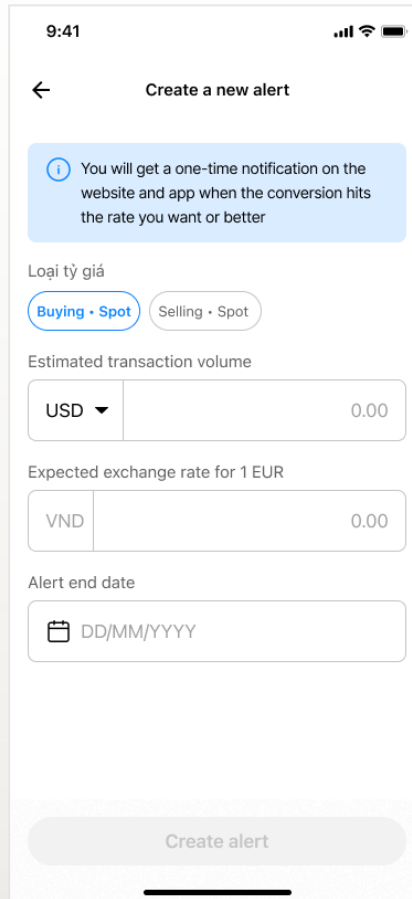 9:41
Create a new alert
You will get a one-time notification on the
website and app when the conversion hits
the rate you want or better
Loại tỷ giá
Buying • Spot
Selling • Spot
Estimated transaction volume
USD
0.00
Expected exchange rate for 1 EUR
VND
0.00
Alert end date
DD/MM/YYYY
Create alert